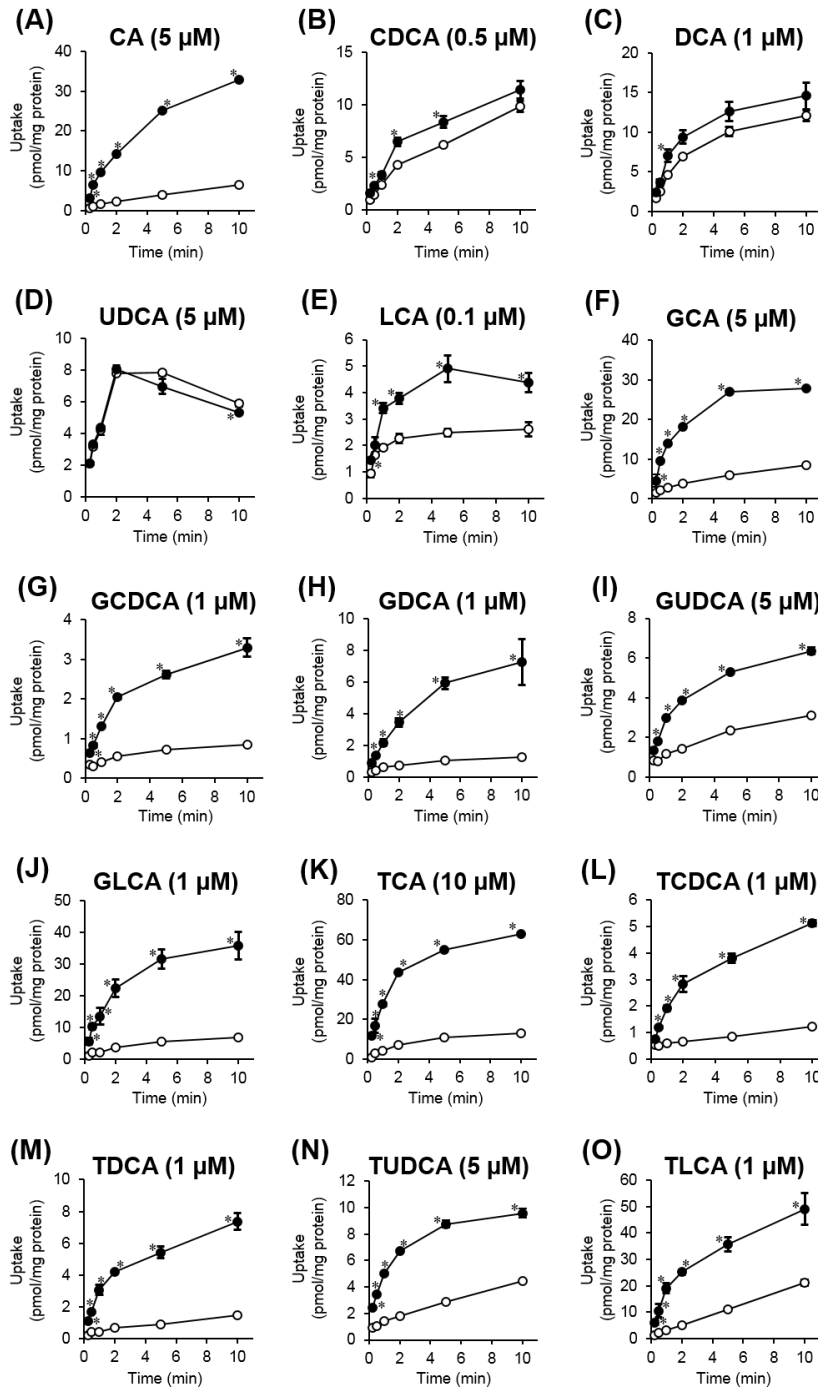 (A)
CA (5 µM)
Uptake
(pmol/mg protein)
40
30
20
10
0
0 2 4 6 8 10
Time (min)
(B)
CDCA (0.5 µM)
Uptake
(pmol/mg protein)
15
10
5
0
0 2 4 6 8 10
Time (min)
(C)
DCA (1 µM)
Uptake
(pmol/mg protein)
25
20
15
10
5
0
0 2 4 6 8 10
Time (min)
(D)
UDCA (5 µM)
Uptake
(pmol/mg protein)
10
8
6
4
2
0
0 2 4 6 8 10
Time (min)
(E)
LCA (0.1 µM)
Uptake
(pmol/mg protein)
6
5
4
3
2
1
0
0 2 4 6 8 10
Time (min)
(F)
GCA (5 µM)
Uptake
(pmol/mg protein)
40
30
20
10
0
0 2 4 6 8 10
Time (min)
(G)
GCDCA (1 µM)
Uptake
(pmol/mg protein)
4
3
2
1
0
0 2 4 6 8 10
Time (min)
(H)
GDCA (1 µM)
Uptake
(pmol/mg protein)
10
8
6
4
2
0
0 2 4 6 8 10
Time (min)
(I)
GUDCA (5 µM)
Uptake
(pmol/mg protein)
8
6
4
2
0
0 2 4 6 8 10
Time (min)
(J)
GLCA (1 µM)
Uptake
(pmol/mg protein)
50
40
30
20
10
0
0 2 4 6 8 10
Time (min)
(K)
TCA (10 µM)
Uptake
(pmol/mg protein)
80
60
40
20
0
0 2 4 6 8 10
Time (min)
(L)
TCDCA (1 µM)
Uptake
(pmol/mg protein)
6
5
4
3
2
1
0
0 2 4 6 8 10
Time (min)
(M)
TDCA (1 µM)
Uptake
(pmol/mg protein)
10
8
6
4
2
0
0 2 4 6 8 10
Time (min)
(N)
TUDCA (5 µM)
Uptake
(pmol/mg protein)
12.5
10
7.5
5
2.5
0
0 2 4 6 8 10
Time (min)
(O)
TLCA (1 µM)
Uptake
(pmol/mg protein)
60
50
40
30
20
10
0
0 2 4 6 8 10
Time (min)